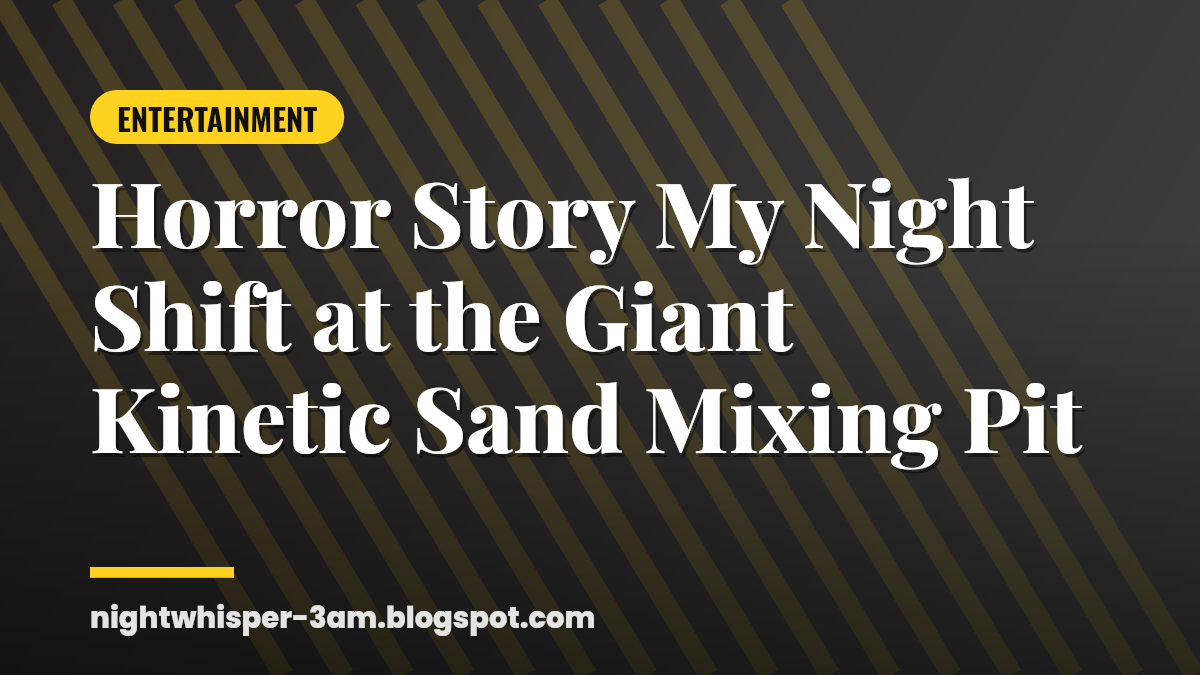 ENTERTAINMENT
Horror Story My Night
Shift at the Giant
Kinetic Sand Mixing Pit
nightwhisper-3am.blogspot.com